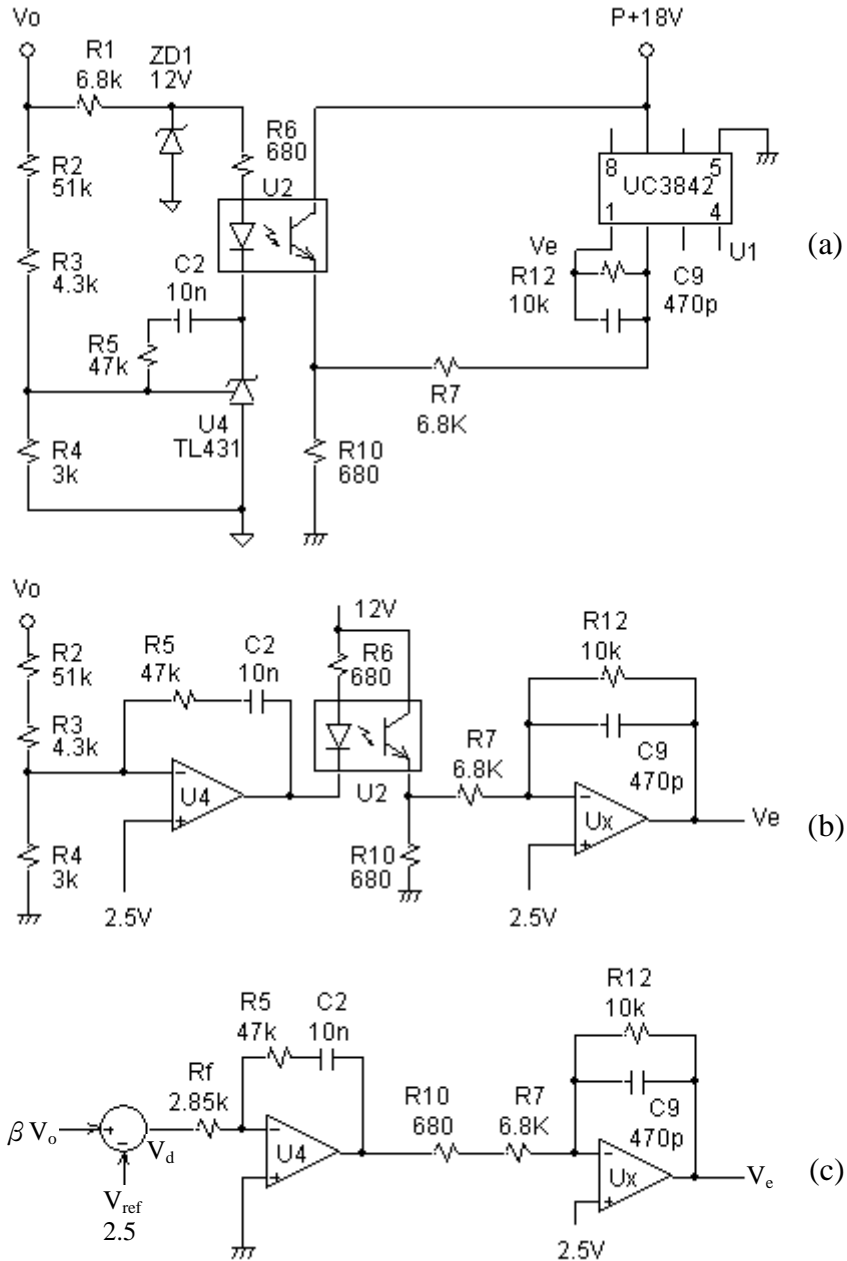 Vo
P+18V
R1
6.8k
ZD1
12V
R6
680
R2
51k
U2
8
5
UC3842
1
4
U1
(a)
R3
4.3k
C2
10n
Ve
R12
10k
C9
470p
R5
47k
R7
6.8K
U4
TL431
R4
3k
R10
680
Vo
12V
R2
51k
R5
47k
C2
10n
R6
680
R12
10k
R3
4.3k
R7
6.8K
C9
470p
U4
U2
Ux
Ve
(b)
R4
3k
R10
680
2.5V
2.5V
R5
47k
C2
10n
R12
10k
Rf
2.85k
R10
680
R7
6.8K
C9
470p
β Vo
Vd
U4
Ux
Ve
(c)
Vref
2.5
2.5V